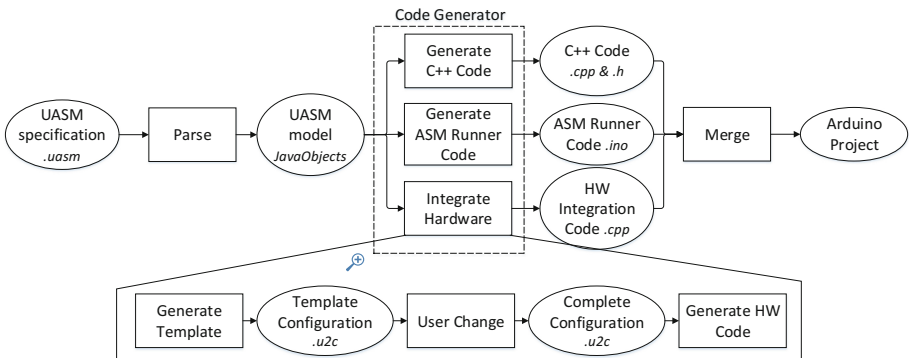 Code Generator
Generate
C++ Code
C++ Code
.cpp & .h
UASM
specification
.uasm
Parse
UASM
model
JavaObjects
Generate
ASM Runner
Code
ASM Runner
Code .ino
Merge
Arduino
Project
Integrate
Hardware
HW
Integration
Code .cpp
Generate
Template
Template
Configuration
.u2c
User Change
Complete
Configuration
.u2c
Generate HW
Code